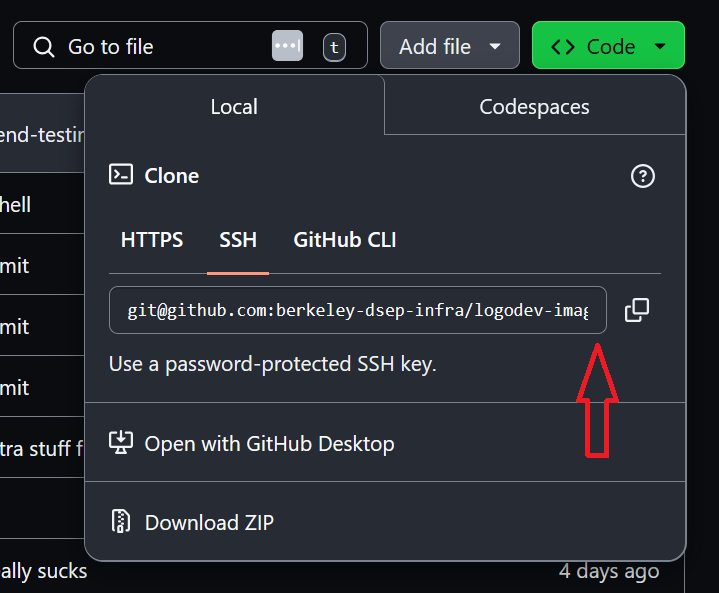 Go to file t Add file Code
Local Codespaces
end-testin
Clone
hell
HTTPS SSH GitHub CLI
mit
git@github.com:berkeley-dsep-infra/logodev-imag
mit
Use a password-protected SSH key.
mit
Open with GitHub Desktop
tra stuff f
Download ZIP
ally sucks 4 days ago